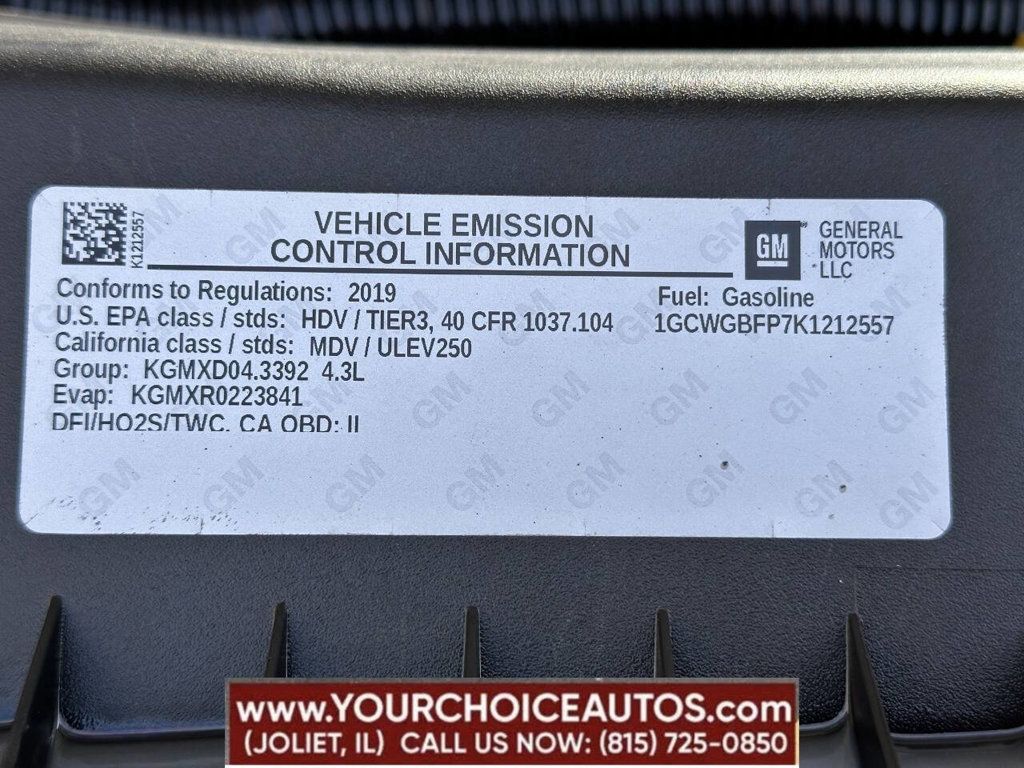 K1212557
VEHICLE EMISSION
CONTROL INFORMATION
GM
GENERAL
MOTORS
LLC
Conforms to Regulations: 2019
Fuel: Gasoline
U.S. EPA class / stds: HDV / TIER3, 40 CFR 1037.104
1GCWGBFP7K1212557
California class / stds: MDV / ULEV250
Group: KGMXD04.3392 4.3L
Evap: KGMXR0223841
DFI/HO2S/TWC, CA OBD: II
www.YOURCHOICEAUTOS.com
(JOLIET, IL) CALL US NOW: (815) 725-0850